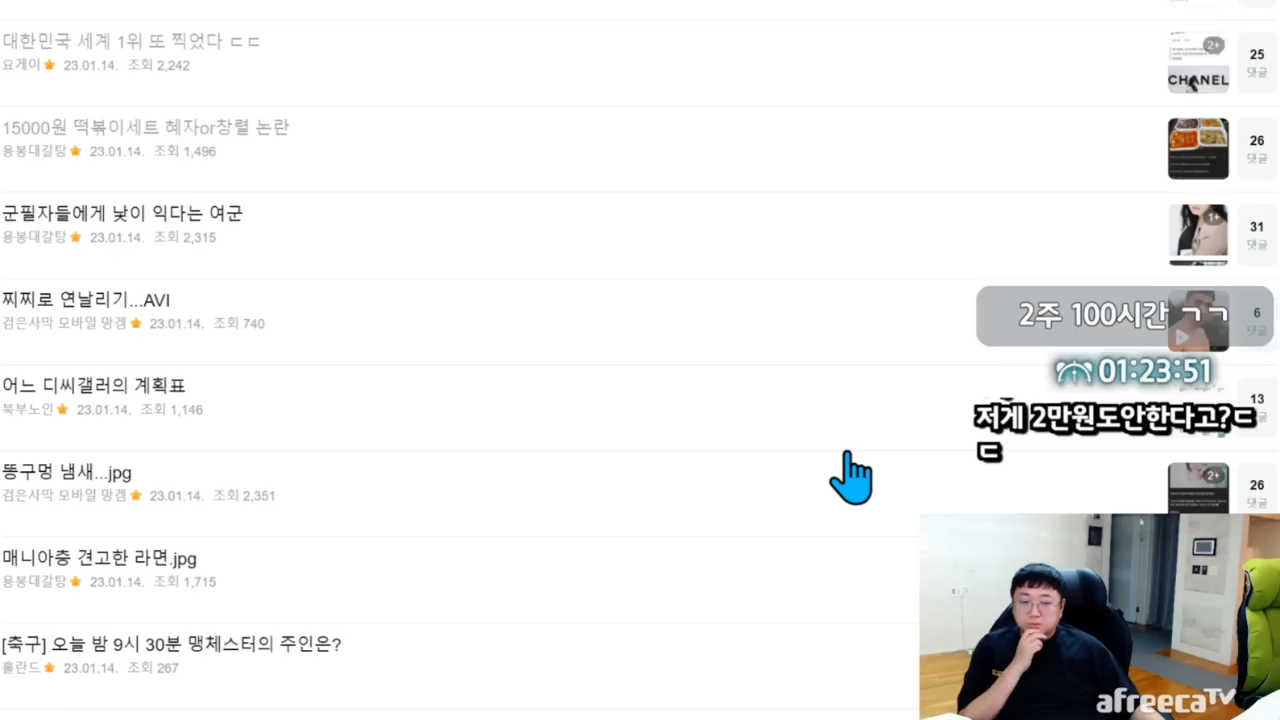 대한민국 세계 1위 또 찍었다 ㄷㄷ
요게이 23.01.14. 조회 2,242
2+
CHANEL
25
댓글
15000원 떡볶이세트 혜자or창렬 논란
용봉대갈탕 23.01.14. 조회 1,496
26
댓글
군필자들에게 낯이 익다는 여군
용봉대갈탕 23.01.14. 조회 2,315
1+
31
댓글
찌찌로 연날리기...AVI
검은사막 모바일 망겜 23.01.14. 조회 740
6
댓글
2주 100시간 ㄱㄱ
01:23:51
어느 디씨갤러의 계획표
북부노인 23.01.14. 조회 1,146
13
저게 2만원도안한다고?ㄷ
ㄷ
똥구멍 냄새...jpg
검은사막 모바일 망겜 23.01.14. 조회 2,351
2+
26
댓글
매니아층 견고한 라면.jpg
용봉대갈탕 23.01.14. 조회 1,715
[축구] 오늘 밤 9시 30분 맹체스터의 주인은?
홀란드 23.01.14. 조회 267
afreecaTV